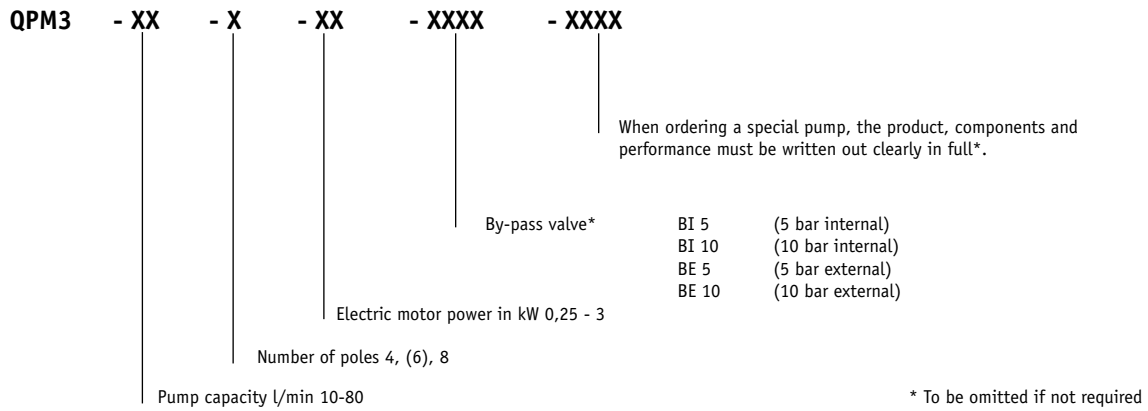 QPM3 - XX - X - XX - XXXX - XXXX
When ordering a special pump, the product, components and
performance must be written out clearly in full*.
By-pass valve* BI 5 (5 bar internal)
BI 10 (10 bar internal)
BE 5 (5 bar external)
BE 10 (10 bar external)
Electric motor power in kW 0,25 - 3
Number of poles 4, (6), 8
Pump capacity l/min 10-80 * To be omitted if not required